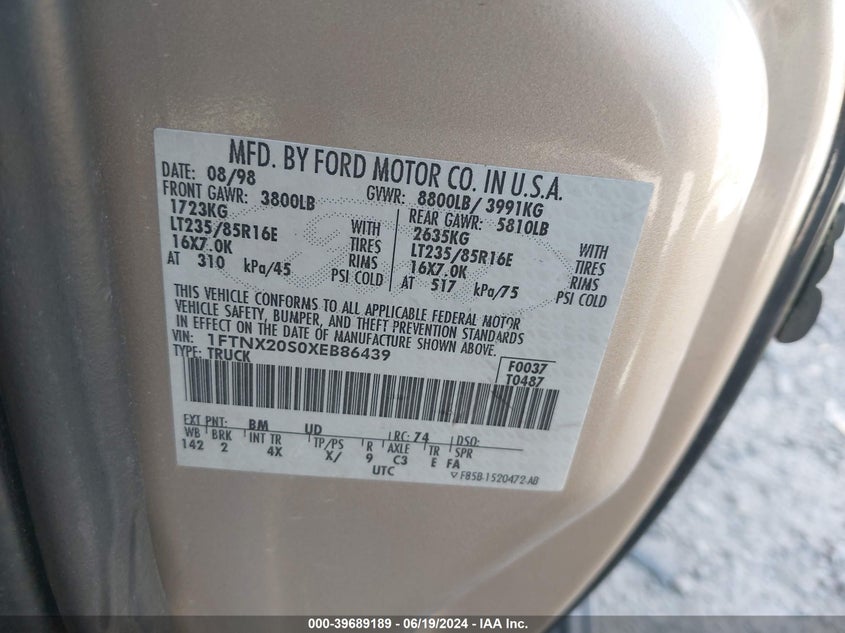 MFD. BY FORD MOTOR CO. IN U.S.A.
DATE: 08/98 GVWR: 8800LB/ 3991KG
FRONT GAWR: 3800LB REAR GAWR: 5810LB
1723KG WITH 2635KG WITH
LT235/85R16E TIRES LT235/85R16E TIRES
16X7.0K RIMS 16X7.0K RIMS
AT 310 kPa/45 PSI COLD AT 517 kPa/75 PSI COLD
THIS VEHICLE CONFORMS TO ALL APPLICABLE FEDERAL MOTOR
VEHICLE SAFETY, BUMPER, AND THEFT PREVENTION STANDARDS
IN EFFECT ON THE DATE OF MANUFACTURE SHOWN ABOVE.
VIN: 1FTNX20S0XEB86439 F0037
TYPE: TRUCK T0487
EXT PNT: BM UD RC: 74 DSO:
WB BRK INT TR TP/PS R AXLE TR SPR
142 2 4X X/ 9 C3 E FA
UTC
F85B-1520472-AB
000-39689189 - 06/19/2024 - IAA Inc.